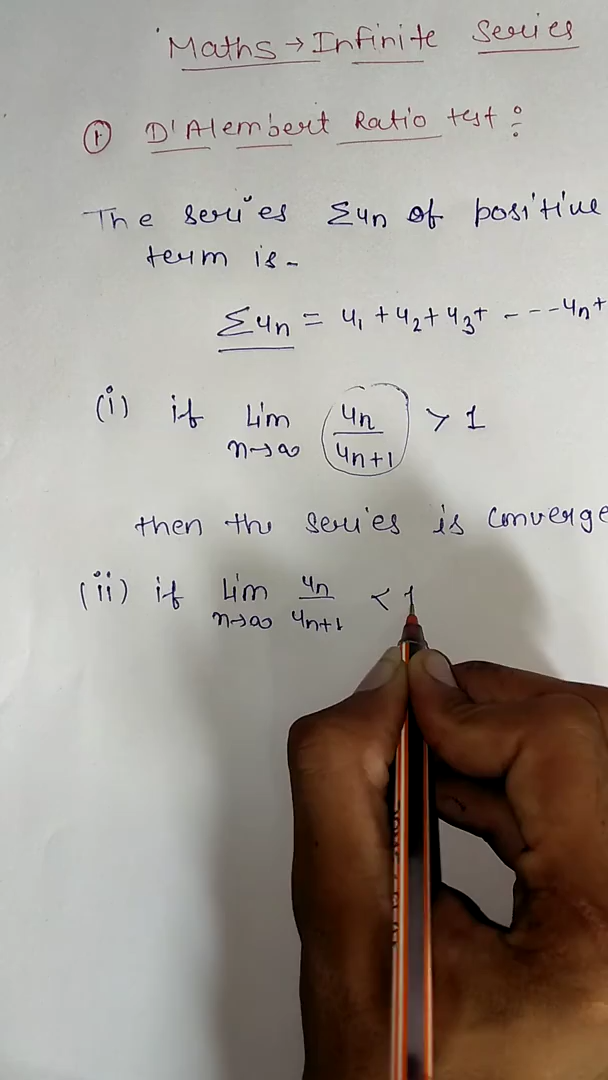 Maths → Infinite Series
① D'Alembert Ratio test :
The series Σun of positive
term is -
Σun = u1 + u2 + u3 + - - - un +
(i) if Lim n→∞ un/un+1 > 1
then the series is converge
(ii) if Lim n→∞ un/un+1 < 1